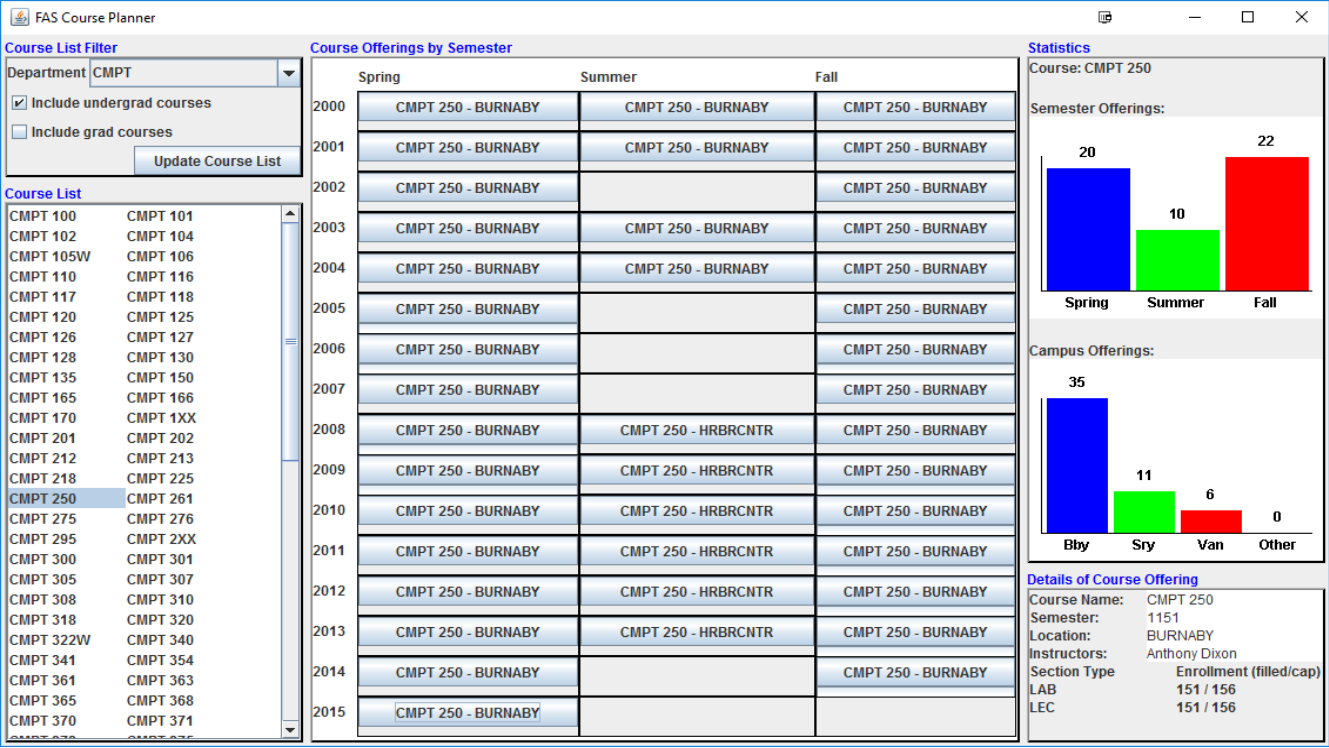 FAS Course Planner
Course List Filter
Department CMPT
Include undergrad courses
Include grad courses
Update Course List
Course List
CMPT 100 CMPT 101
CMPT 102 CMPT 104
CMPT 105W CMPT 106
CMPT 110 CMPT 116
CMPT 117 CMPT 118
CMPT 120 CMPT 125
CMPT 126 CMPT 127
CMPT 128 CMPT 130
CMPT 135 CMPT 150
CMPT 165 CMPT 166
CMPT 170 CMPT 1XX
CMPT 201 CMPT 202
CMPT 212 CMPT 213
CMPT 218 CMPT 225
CMPT 250 CMPT 261
CMPT 275 CMPT 276
CMPT 295 CMPT 2XX
CMPT 300 CMPT 301
CMPT 305 CMPT 307
CMPT 308 CMPT 310
CMPT 318 CMPT 320
CMPT 322W CMPT 340
CMPT 341 CMPT 354
CMPT 361 CMPT 363
CMPT 365 CMPT 368
CMPT 370 CMPT 371
Course Offerings by Semester
Spring Summer Fall
2000 CMPT 250 - BURNABY CMPT 250 - BURNABY CMPT 250 - BURNABY
2001 CMPT 250 - BURNABY CMPT 250 - BURNABY CMPT 250 - BURNABY
2002 CMPT 250 - BURNABY CMPT 250 - BURNABY
2003 CMPT 250 - BURNABY CMPT 250 - BURNABY CMPT 250 - BURNABY
2004 CMPT 250 - BURNABY CMPT 250 - BURNABY CMPT 250 - BURNABY
2005 CMPT 250 - BURNABY CMPT 250 - BURNABY
2006 CMPT 250 - BURNABY CMPT 250 - BURNABY
2007 CMPT 250 - BURNABY CMPT 250 - BURNABY
2008 CMPT 250 - BURNABY CMPT 250 - HRBRCNTR CMPT 250 - BURNABY
2009 CMPT 250 - BURNABY CMPT 250 - HRBRCNTR CMPT 250 - BURNABY
2010 CMPT 250 - BURNABY CMPT 250 - HRBRCNTR CMPT 250 - BURNABY
2011 CMPT 250 - BURNABY CMPT 250 - HRBRCNTR CMPT 250 - BURNABY
2012 CMPT 250 - BURNABY CMPT 250 - HRBRCNTR CMPT 250 - BURNABY
2013 CMPT 250 - BURNABY CMPT 250 - HRBRCNTR CMPT 250 - BURNABY
2014 CMPT 250 - BURNABY CMPT 250 - BURNABY
2015 CMPT 250 - BURNABY
Statistics
Course: CMPT 250
Semester Offerings:
20 10 22
Spring Summer Fall
Campus Offerings:
35 11 6 0
Bby Sry Van Other
Details of Course Offering
Course Name: CMPT 250
Semester: 1151
Location: BURNABY
Instructors: Anthony Dixon
Section Type Enrollment (filled/cap)
LAB 151 / 156
LEC 151 / 156